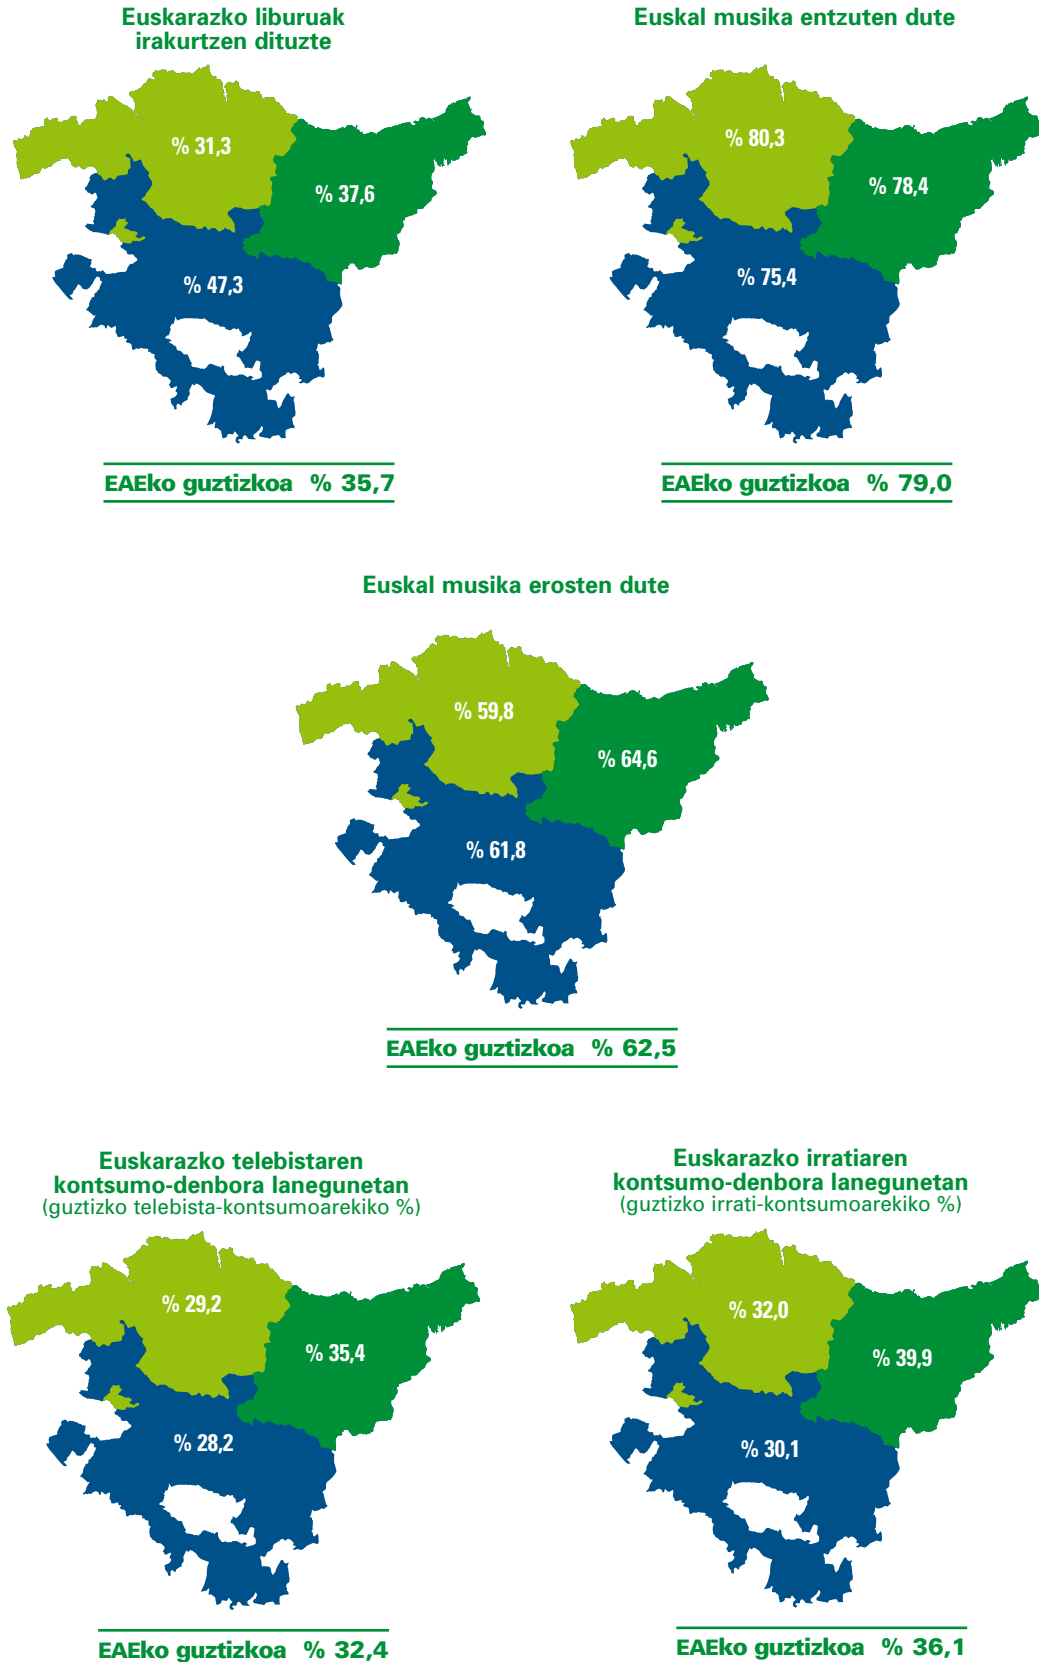 Euskarazko liburuak
irakurtzen dituzte
% 31,3
% 37,6
% 47,3
EAEko guztizkoa % 35,7
Euskal musika entzuten dute
% 80,3
% 78,4
% 75,4
EAEko guztizkoa % 79,0
Euskal musika erosten dute
% 59,8
% 64,6
% 61,8
EAEko guztizkoa % 62,5
Euskarazko telebistaren
kontsumo-denbora lanegunetan
(guztizko telebista-kontsumoarekiko %)
% 29,2
% 35,4
% 28,2
EAEko guztizkoa % 32,4
Euskarazko irratiaren
kontsumo-denbora lanegunetan
(guztizko irrati-kontsumoarekiko %)
% 32,0
% 39,9
% 30,1
EAEko guztizkoa % 36,1